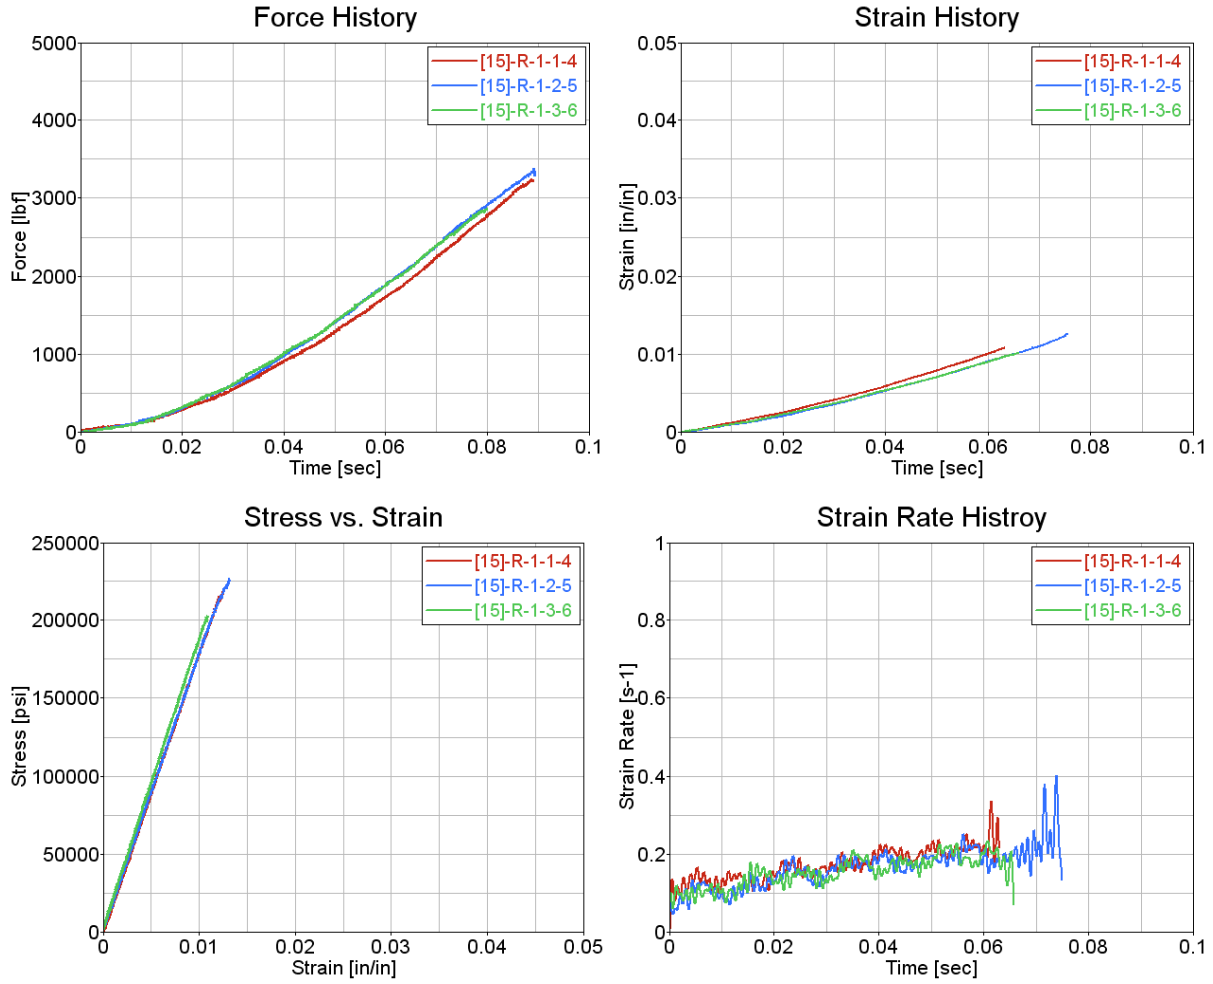 Force History
5000
4000
3000
2000
1000
0
Force [lbf]
[15]-R-1-1-4
[15]-R-1-2-5
[15]-R-1-3-6
0 0.02 0.04 0.06 0.08 0.1
Time [sec]
Strain History
0.05
0.04
0.03
0.02
0.01
0
Strain [in/in]
[15]-R-1-1-4
[15]-R-1-2-5
[15]-R-1-3-6
0 0.02 0.04 0.06 0.08 0.1
Time [sec]
Stress vs. Strain
250000
200000
150000
100000
50000
0
Stress [psi]
[15]-R-1-1-4
[15]-R-1-2-5
[15]-R-1-3-6
0 0.01 0.02 0.03 0.04 0.05
Strain [in/in]
Strain Rate Histroy
1
0.8
0.6
0.4
0.2
0
Strain Rate [s-1]
[15]-R-1-1-4
[15]-R-1-2-5
[15]-R-1-3-6
0 0.02 0.04 0.06 0.08 0.1
Time [sec]